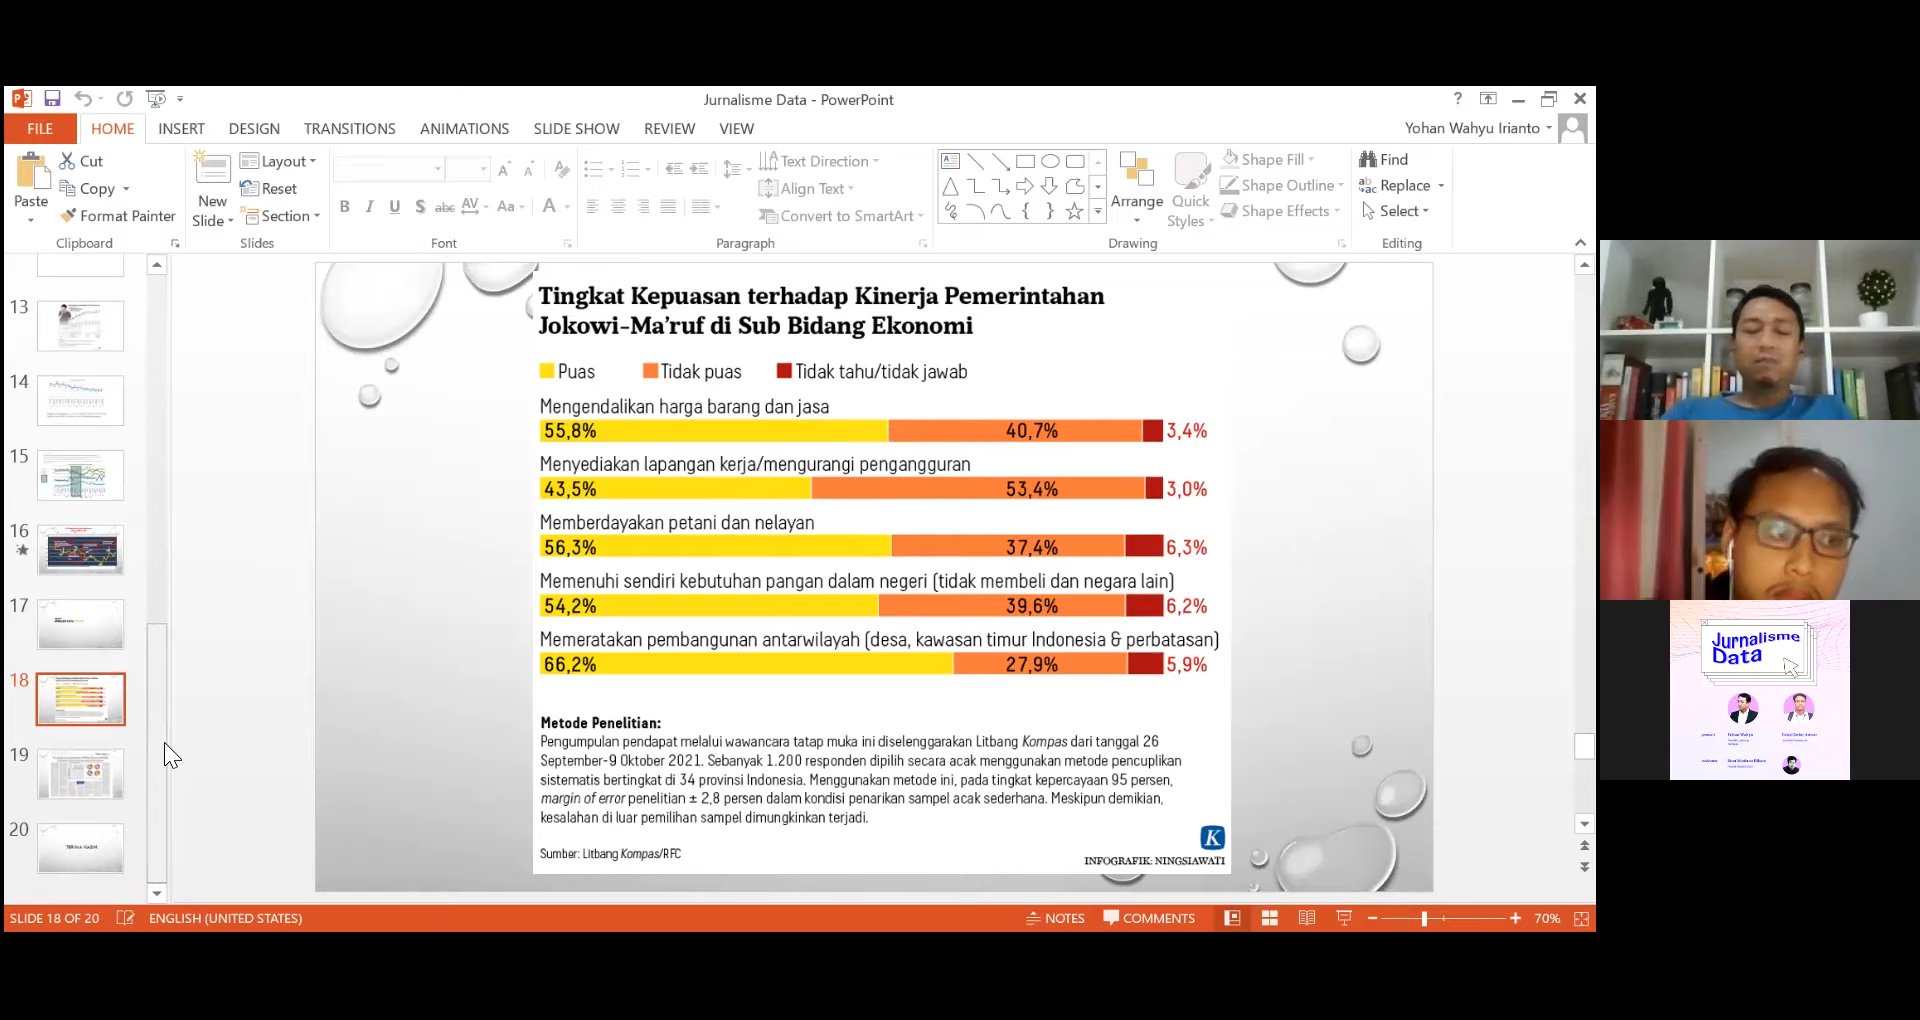 Jurnalisme Data - PowerPoint
?
FILE
HOME
INSERT
DESIGN
TRANSITIONS
ANIMATIONS
SLIDE SHOW
REVIEW
VIEW
Yohan Wahyu Irianto
Paste
Cut
Copy
Format Painter
Clipboard
New
Slide
Layout
Reset
Section
Slides
B I U S abc AV Aa A
Font
Text Direction
Align Text
Convert to SmartArt
Paragraph
Arrange
Quick
Styles
Shape Fill
Shape Outline
Shape Effects
Drawing
Find
Replace
Select
Editing
13
14
15
16
17
18
19
20
TERIMA KASIH
Tingkat Kepuasan terhadap Kinerja Pemerintahan
Jokowi-Ma'ruf di Sub Bidang Ekonomi
Puas Tidak puas Tidak tahu/tidak jawab
Mengendalikan harga barang dan jasa
55,8% 40,7% 3,4%
Menyediakan lapangan kerja/mengurangi pengangguran
43,5% 53,4% 3,0%
Memberdayakan petani dan nelayan
56,3% 37,4% 6,3%
Memenuhi sendiri kebutuhan pangan dalam negeri (tidak membeli dan negara lain)
54,2% 39,6% 6,2%
Memeratakan pembangunan antarwilayah (desa, kawasan timur Indonesia & perbatasan)
66,2% 27,9% 5,9%
Metode Penelitian:
Pengumpulan pendapat melalui wawancara tatap muka ini diselenggarakan Litbang Kompas dari tanggal 26
September-9 Oktober 2021. Sebanyak 1.200 responden dipilih secara acak menggunakan metode pencuplikan
sistematis bertingkat di 34 provinsi Indonesia. Menggunakan metode ini, pada tingkat kepercayaan 95 persen,
margin of error penelitian ± 2,8 persen dalam kondisi penarikan sampel acak sederhana. Meskipun demikian,
kesalahan di luar pemilihan sampel dimungkinkan terjadi.
Sumber: Litbang Kompas/RFC
K
INFOGRAFIK: NINGSIAWATI
SLIDE 18 OF 20
ENGLISH (UNITED STATES)
NOTES
COMMENTS
70%
Jurnalisme
Data